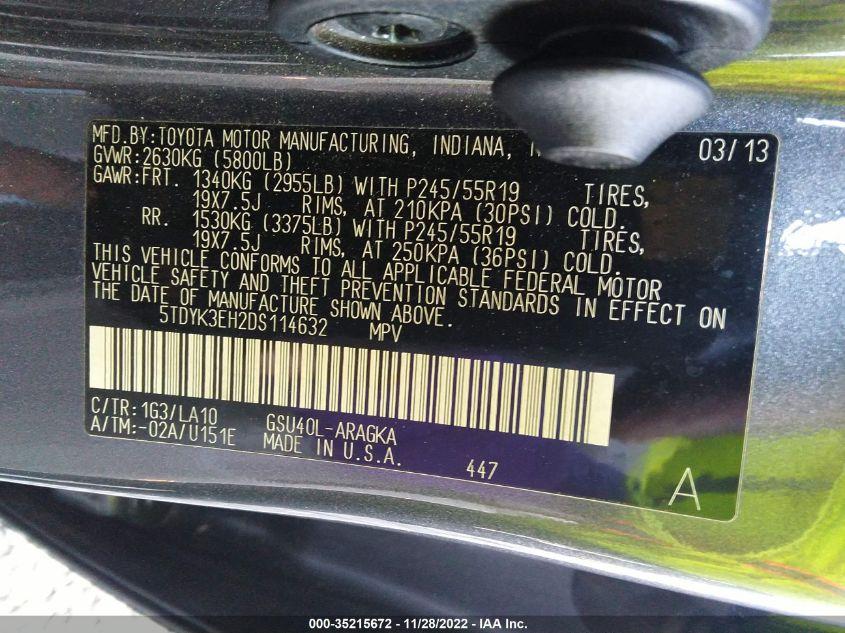 MFD.BY:TOYOTA MOTOR MANUFACTURING, INDIANA, 03/13
GVWR:2630KG (5800LB)
GAWR:FRT. 1340KG (2955LB) WITH P245/55R19 TIRES,
19X7.5J RIMS, AT 210KPA (30PSI) COLD.
RR. 1530KG (3375LB) WITH P245/55R19 TIRES,
19X7.5J RIMS, AT 250KPA (36PSI) COLD.
THIS VEHICLE CONFORMS TO ALL APPLICABLE FEDERAL MOTOR
VEHICLE SAFETY AND THEFT PREVENTION STANDARDS IN EFFECT ON
THE DATE OF MANUFACTURE SHOWN ABOVE.
5TDYK3EH2DS114632 MPV
C/TR:1G3/LA10 GSU40L-ARAGKA
A/TM:-02A/U151E MADE IN U.S.A. 447
A
000-35215672 - 11/28/2022 - IAA Inc.